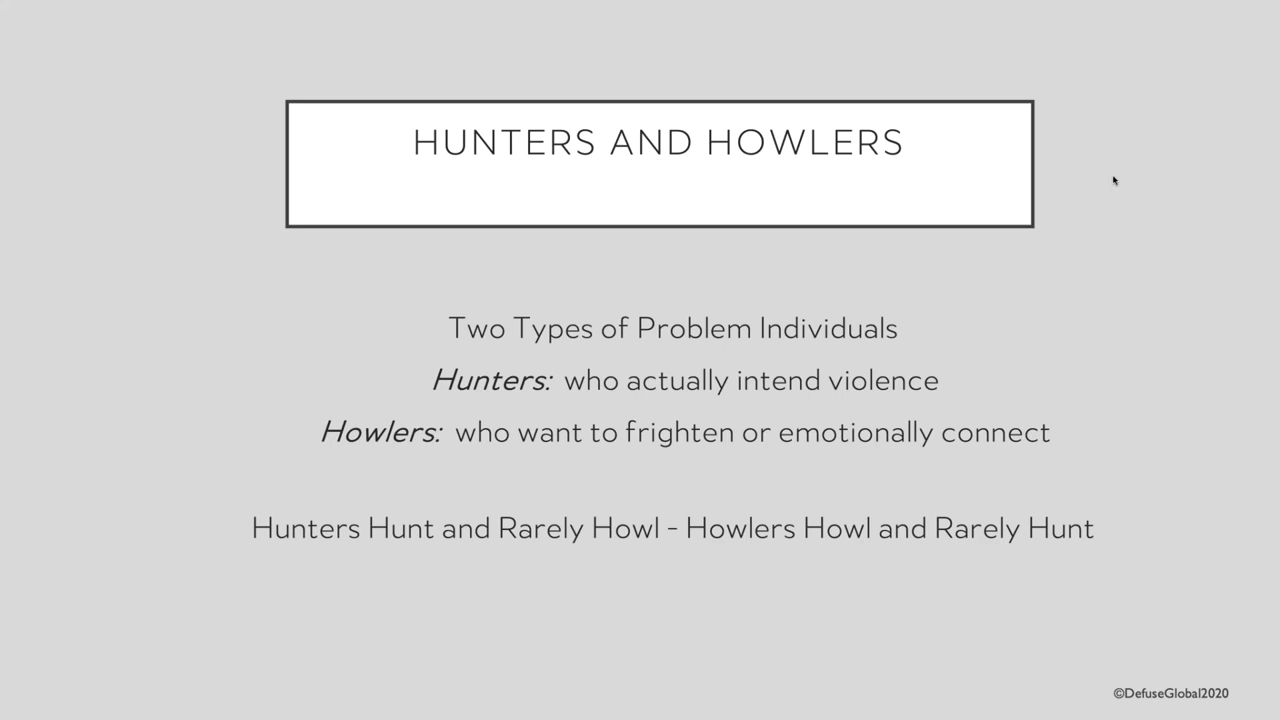 HUNTERS AND HOWLERS
Two Types of Problem Individuals
Hunters: who actually intend violence
Howlers: who want to frighten or emotionally connect
Hunters Hunt and Rarely Howl - Howlers Howl and Rarely Hunt
©DefuseGlobal2020